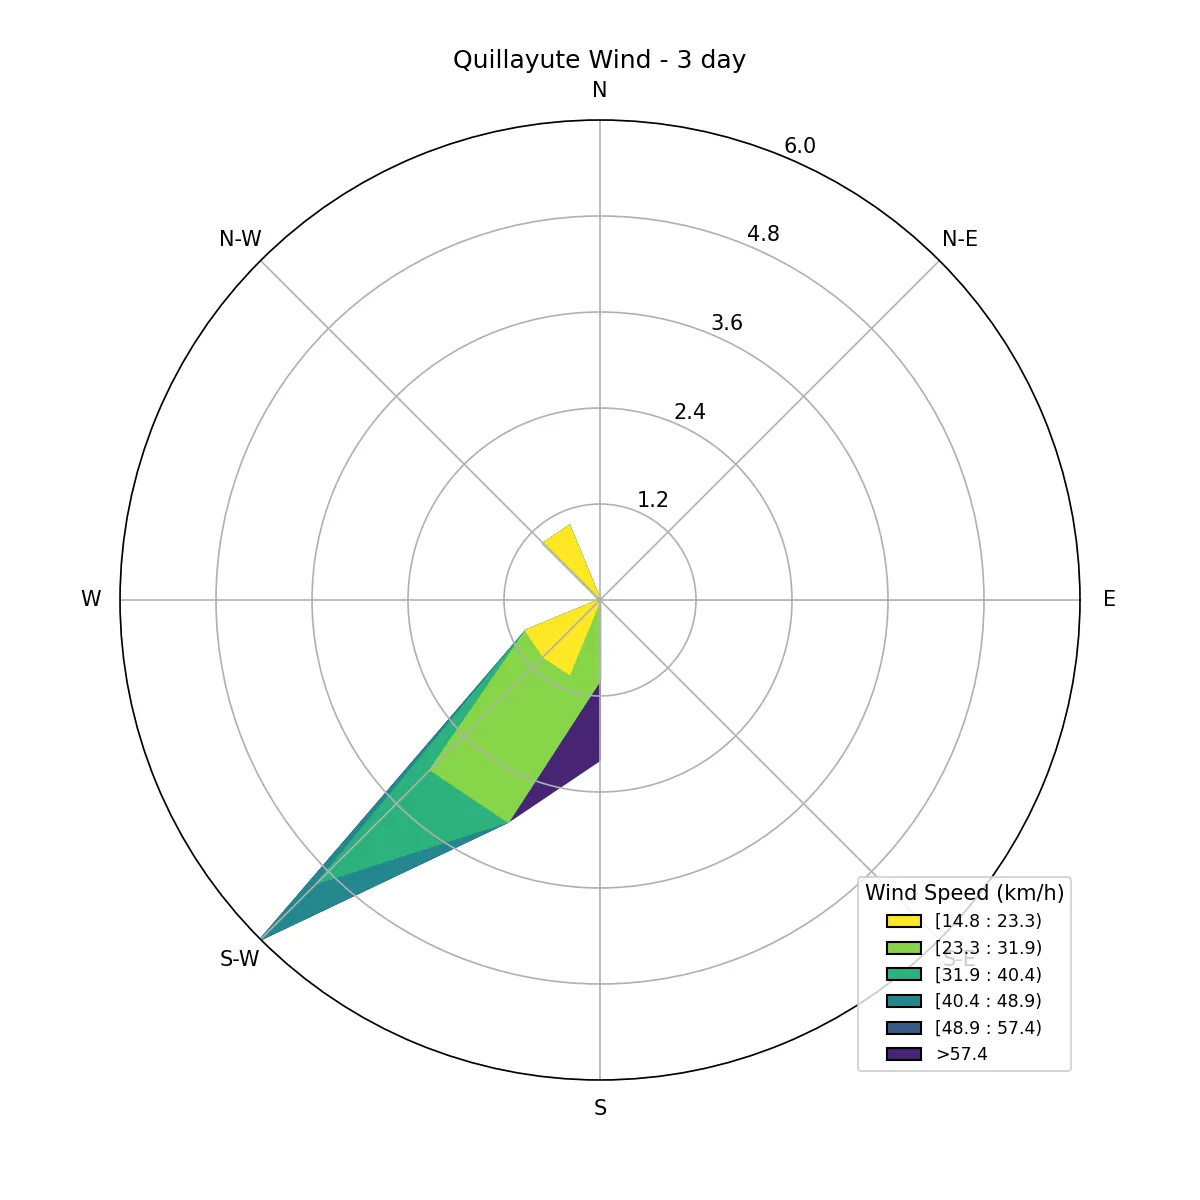 Quillayute Wind - 3 day
N
6.0
4.8
N-W
N-E
3.6
2.4
1.2
W
E
Wind Speed (km/h)
[14.8 : 23.3)
[23.3 : 31.9)
S-W
S-E
[31.9 : 40.4)
[40.4 : 48.9)
[48.9 : 57.4)
>57.4
S